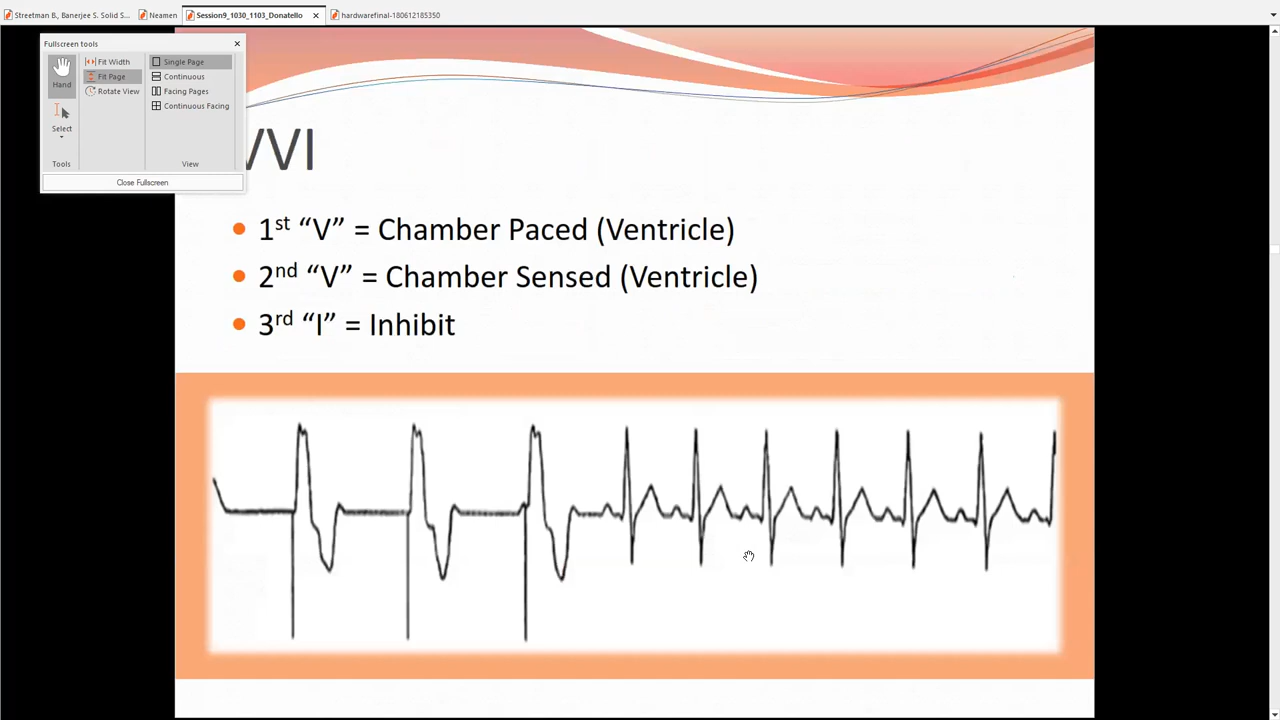 Streetman B., Banerjee S. Solid S...
Neamen
Session9_1030_1103_Donatello
hardwarefinal-180612185350
Fullscreen tools
Hand
Select
Tools
Fit Width
Fit Page
Rotate View
Single Page
Continuous
Facing Pages
Continuous Facing
View
Close Fullscreen
VVI
1st “V” = Chamber Paced (Ventricle)
2nd “V” = Chamber Sensed (Ventricle)
3rd “I” = Inhibit